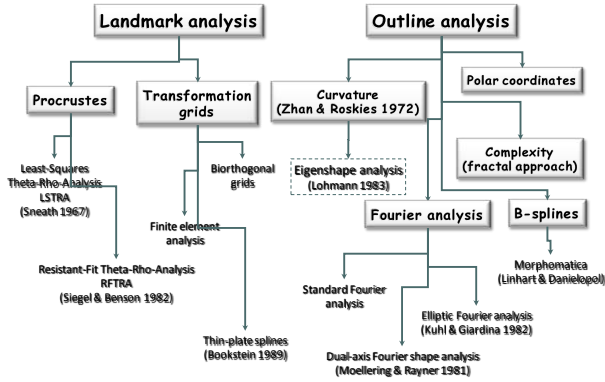 Landmark analysis
Outline analysis
Procrustes
Transformation
grids
Curvature
(Zhan & Roskies 1972)
Polar coordinates
Complexity
(fractal approach)
Least-Squares
Theta-Rho-Analysis
LSTRA
(Sneath 1967)
Biorthogonal
grids
Eigenshape analysis
(Lohmann 1983)
Fourier analysis
B-splines
Finite element
analysis
Resistant-Fit Theta-Rho-Analysis
RFTRA
(Siegel & Benson 1982)
Morphomatica
(Linhart & Danielopol)
Standard Fourier
analysis
Elliptic Fourier analysis
(Kuhl & Giardina 1982)
Thin-plate splines
(Bookstein 1989)
Dual-axis Fourier shape analysis
(Moellering & Rayner 1981)